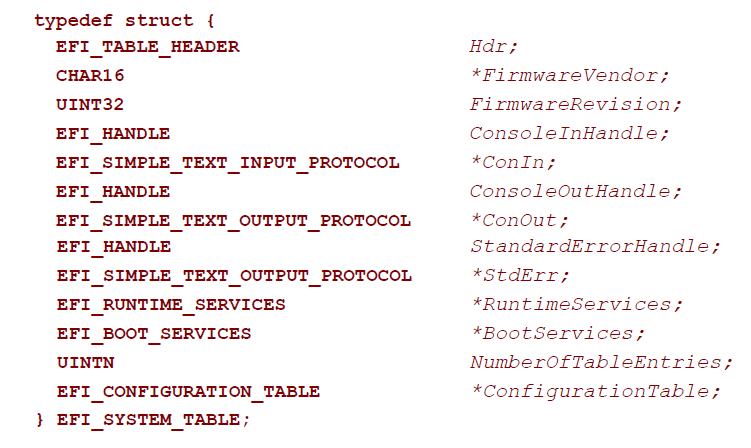 typedef struct {
EFI_TABLE_HEADER Hdr;
CHAR16 *FirmwareVendor;
UINT32 FirmwareRevision;
EFI_HANDLE ConsoleInHandle;
EFI_SIMPLE_TEXT_INPUT_PROTOCOL *ConIn;
EFI_HANDLE ConsoleOutHandle;
EFI_SIMPLE_TEXT_OUTPUT_PROTOCOL *ConOut;
EFI_HANDLE StandardErrorHandle;
EFI_SIMPLE_TEXT_OUTPUT_PROTOCOL *StdErr;
EFI_RUNTIME_SERVICES *RuntimeServices;
EFI_BOOT_SERVICES *BootServices;
UINTN NumberOfTableEntries;
EFI_CONFIGURATION_TABLE *ConfigurationTable;
} EFI_SYSTEM_TABLE;